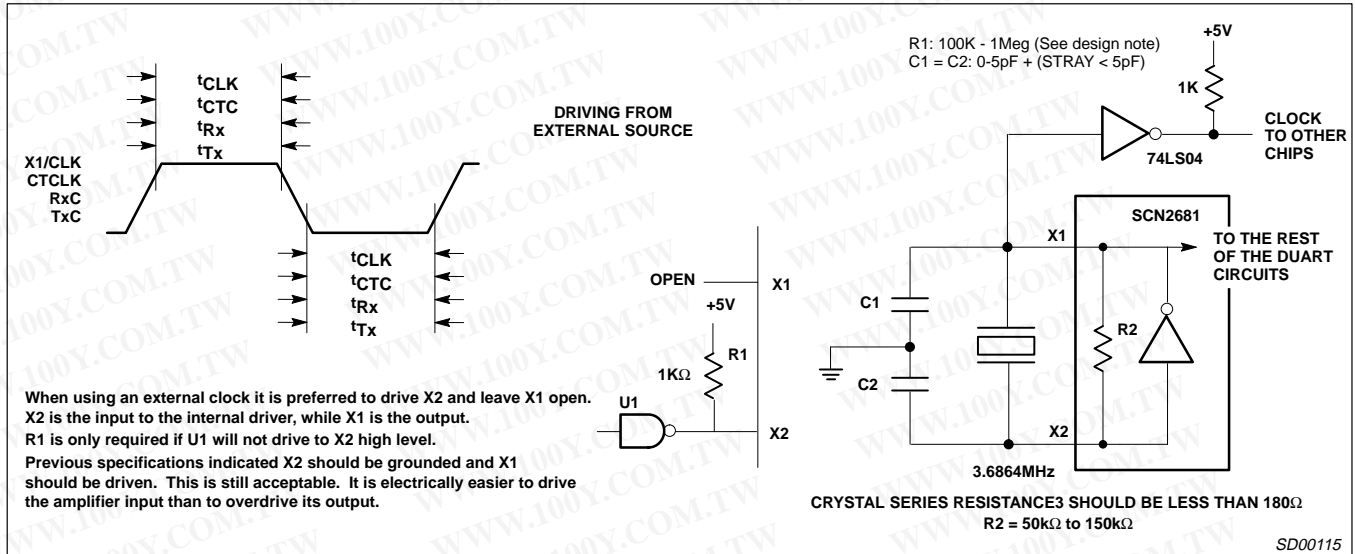 tCLK
tCTC
tRx
tTx
X1/CLK
CTCLK
RxC
TxC
tCLK
tCTC
tRx
tTx
When using an external clock it is preferred to drive X2 and leave X1 open.
X2 is the input to the internal driver, while X1 is the output.
R1 is only required if U1 will not drive to X2 high level.
Previous specifications indicated X2 should be grounded and X1
should be driven. This is still acceptable. It is electrically easier to drive
the amplifier input than to overdrive its output.
DRIVING FROM
EXTERNAL SOURCE
OPEN
X1
+5V
R1
1KΩ
U1
X2
R1: 100K - 1Meg (See design note)
C1 = C2: 0-5pF + (STRAY < 5pF)
+5V
1K
74LS04
CLOCK
TO OTHER
CHIPS
SCN2681
X1
TO THE REST
OF THE DUART
CIRCUITS
C1
R2
C2
X2
3.6864MHz
CRYSTAL SERIES RESISTANCE3 SHOULD BE LESS THAN 180Ω
R2 = 50kΩ to 150kΩ
SD00115
WWW.100Y.COM.TW